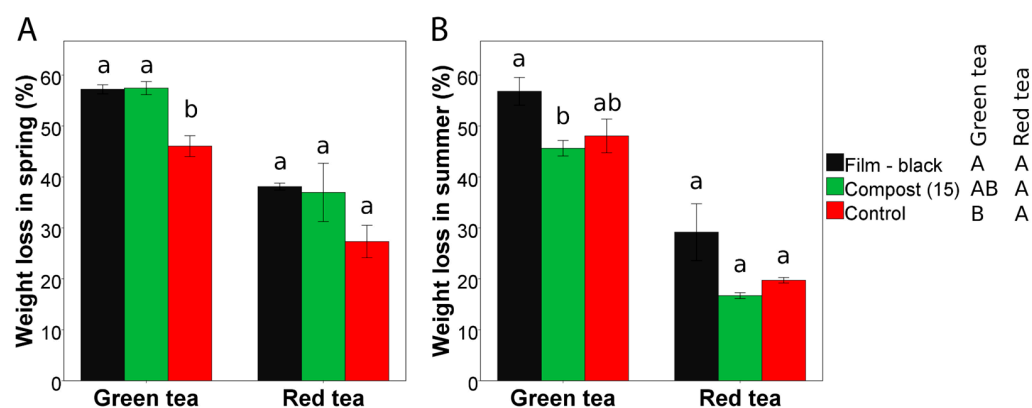 A
Weight loss in spring (%)
60
50
40
30
20
10
0
a a b
a a a
Green tea Red tea
B
Weight loss in summer (%)
60
50
40
30
20
10
0
a b ab
a a a
Green tea Red tea
Green tea Red tea
Film - black A A
Compost (15) AB A
Control B A